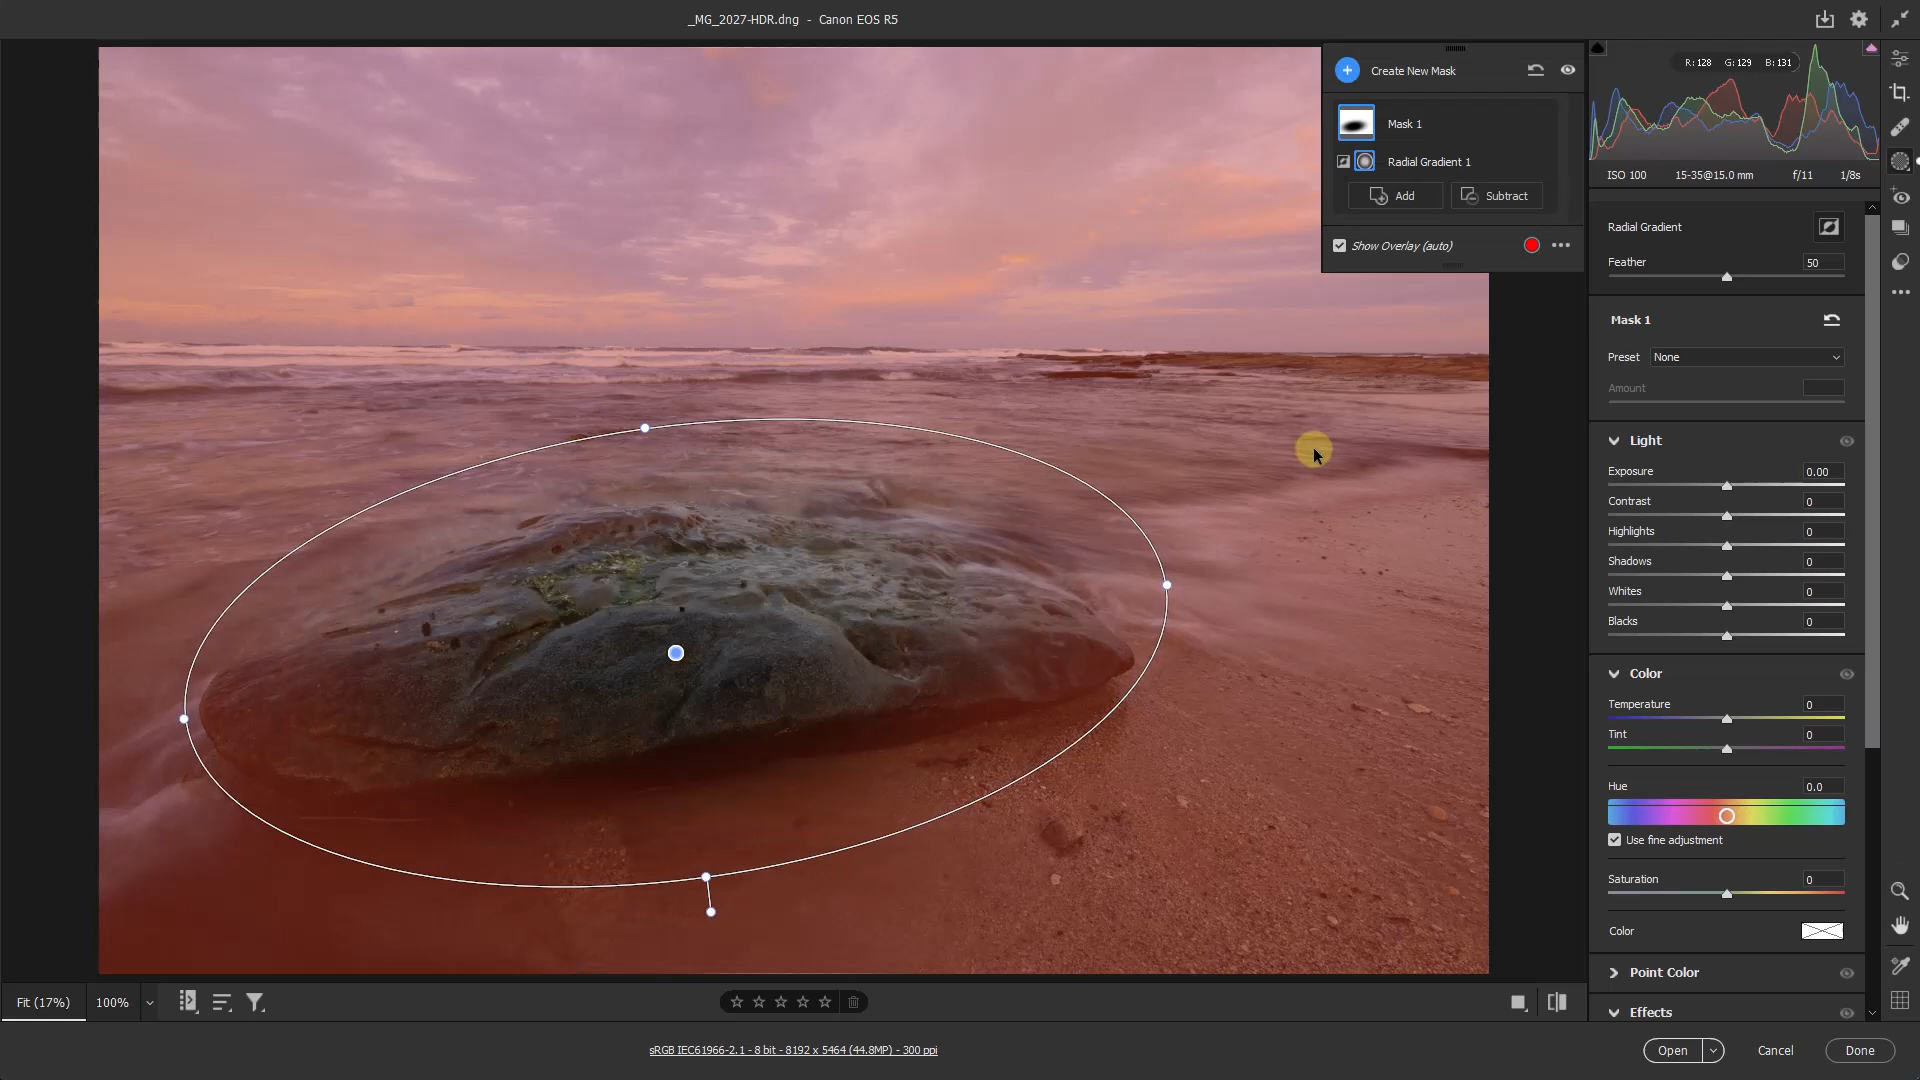 _MG_2027-HDR.dng - Canon EOS R5
Create New Mask
Mask 1
Radial Gradient 1
Add
Subtract
Show Overlay (auto)
R: 128 G: 129 B: 131
ISO 100 15-35@15.0 mm f/11 1/8s
Radial Gradient
Feather 50
Mask 1
Preset None
Amount
Light
Exposure 0.00
Contrast 0
Highlights 0
Shadows 0
Whites 0
Blacks 0
Color
Temperature 0
Tint 0
Hue 0.0
Use fine adjustment
Saturation 0
Color
Point Color
Effects
Fit (17%) 100%
sRGB IEC61966-2.1 - 8 bit - 8192 x 5464 (44.8MP) - 300 ppi
Open Cancel Done